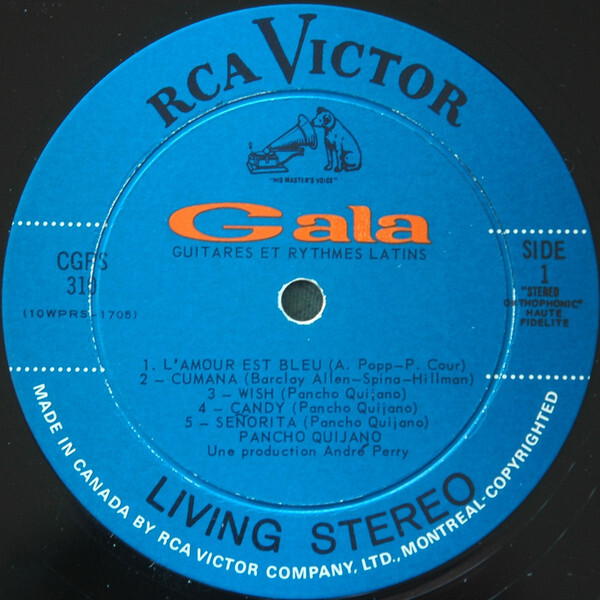 RCA VICTOR
"HIS MASTER'S VOICE"
Gala
GUITARES ET RYTHMES LATINS
CGPS
310
(10WPRS-1705)
SIDE
1
"STEREO
ORTHOPHONIC"
HAUTE
FIDELITE
1. L'AMOUR EST BLEU (A. Popp-P. Cour)
2 - CUMANA (Barclay Allen-Spina-Hillman)
3 - WISH (Pancho Quijano)
4 - CANDY (Pancho Quijano)
5 - SEÑORITA (Pancho Quijano)
PANCHO QUIJANO
Une production André Perry
LIVING STEREO
MADE IN CANADA BY RCA VICTOR COMPANY, LTD., MONTREAL-COPYRIGHTED